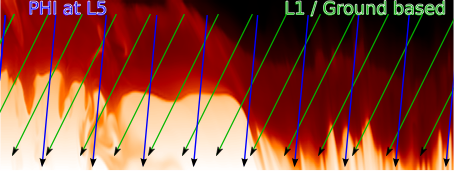 PHI at L5
L1 / Ground based